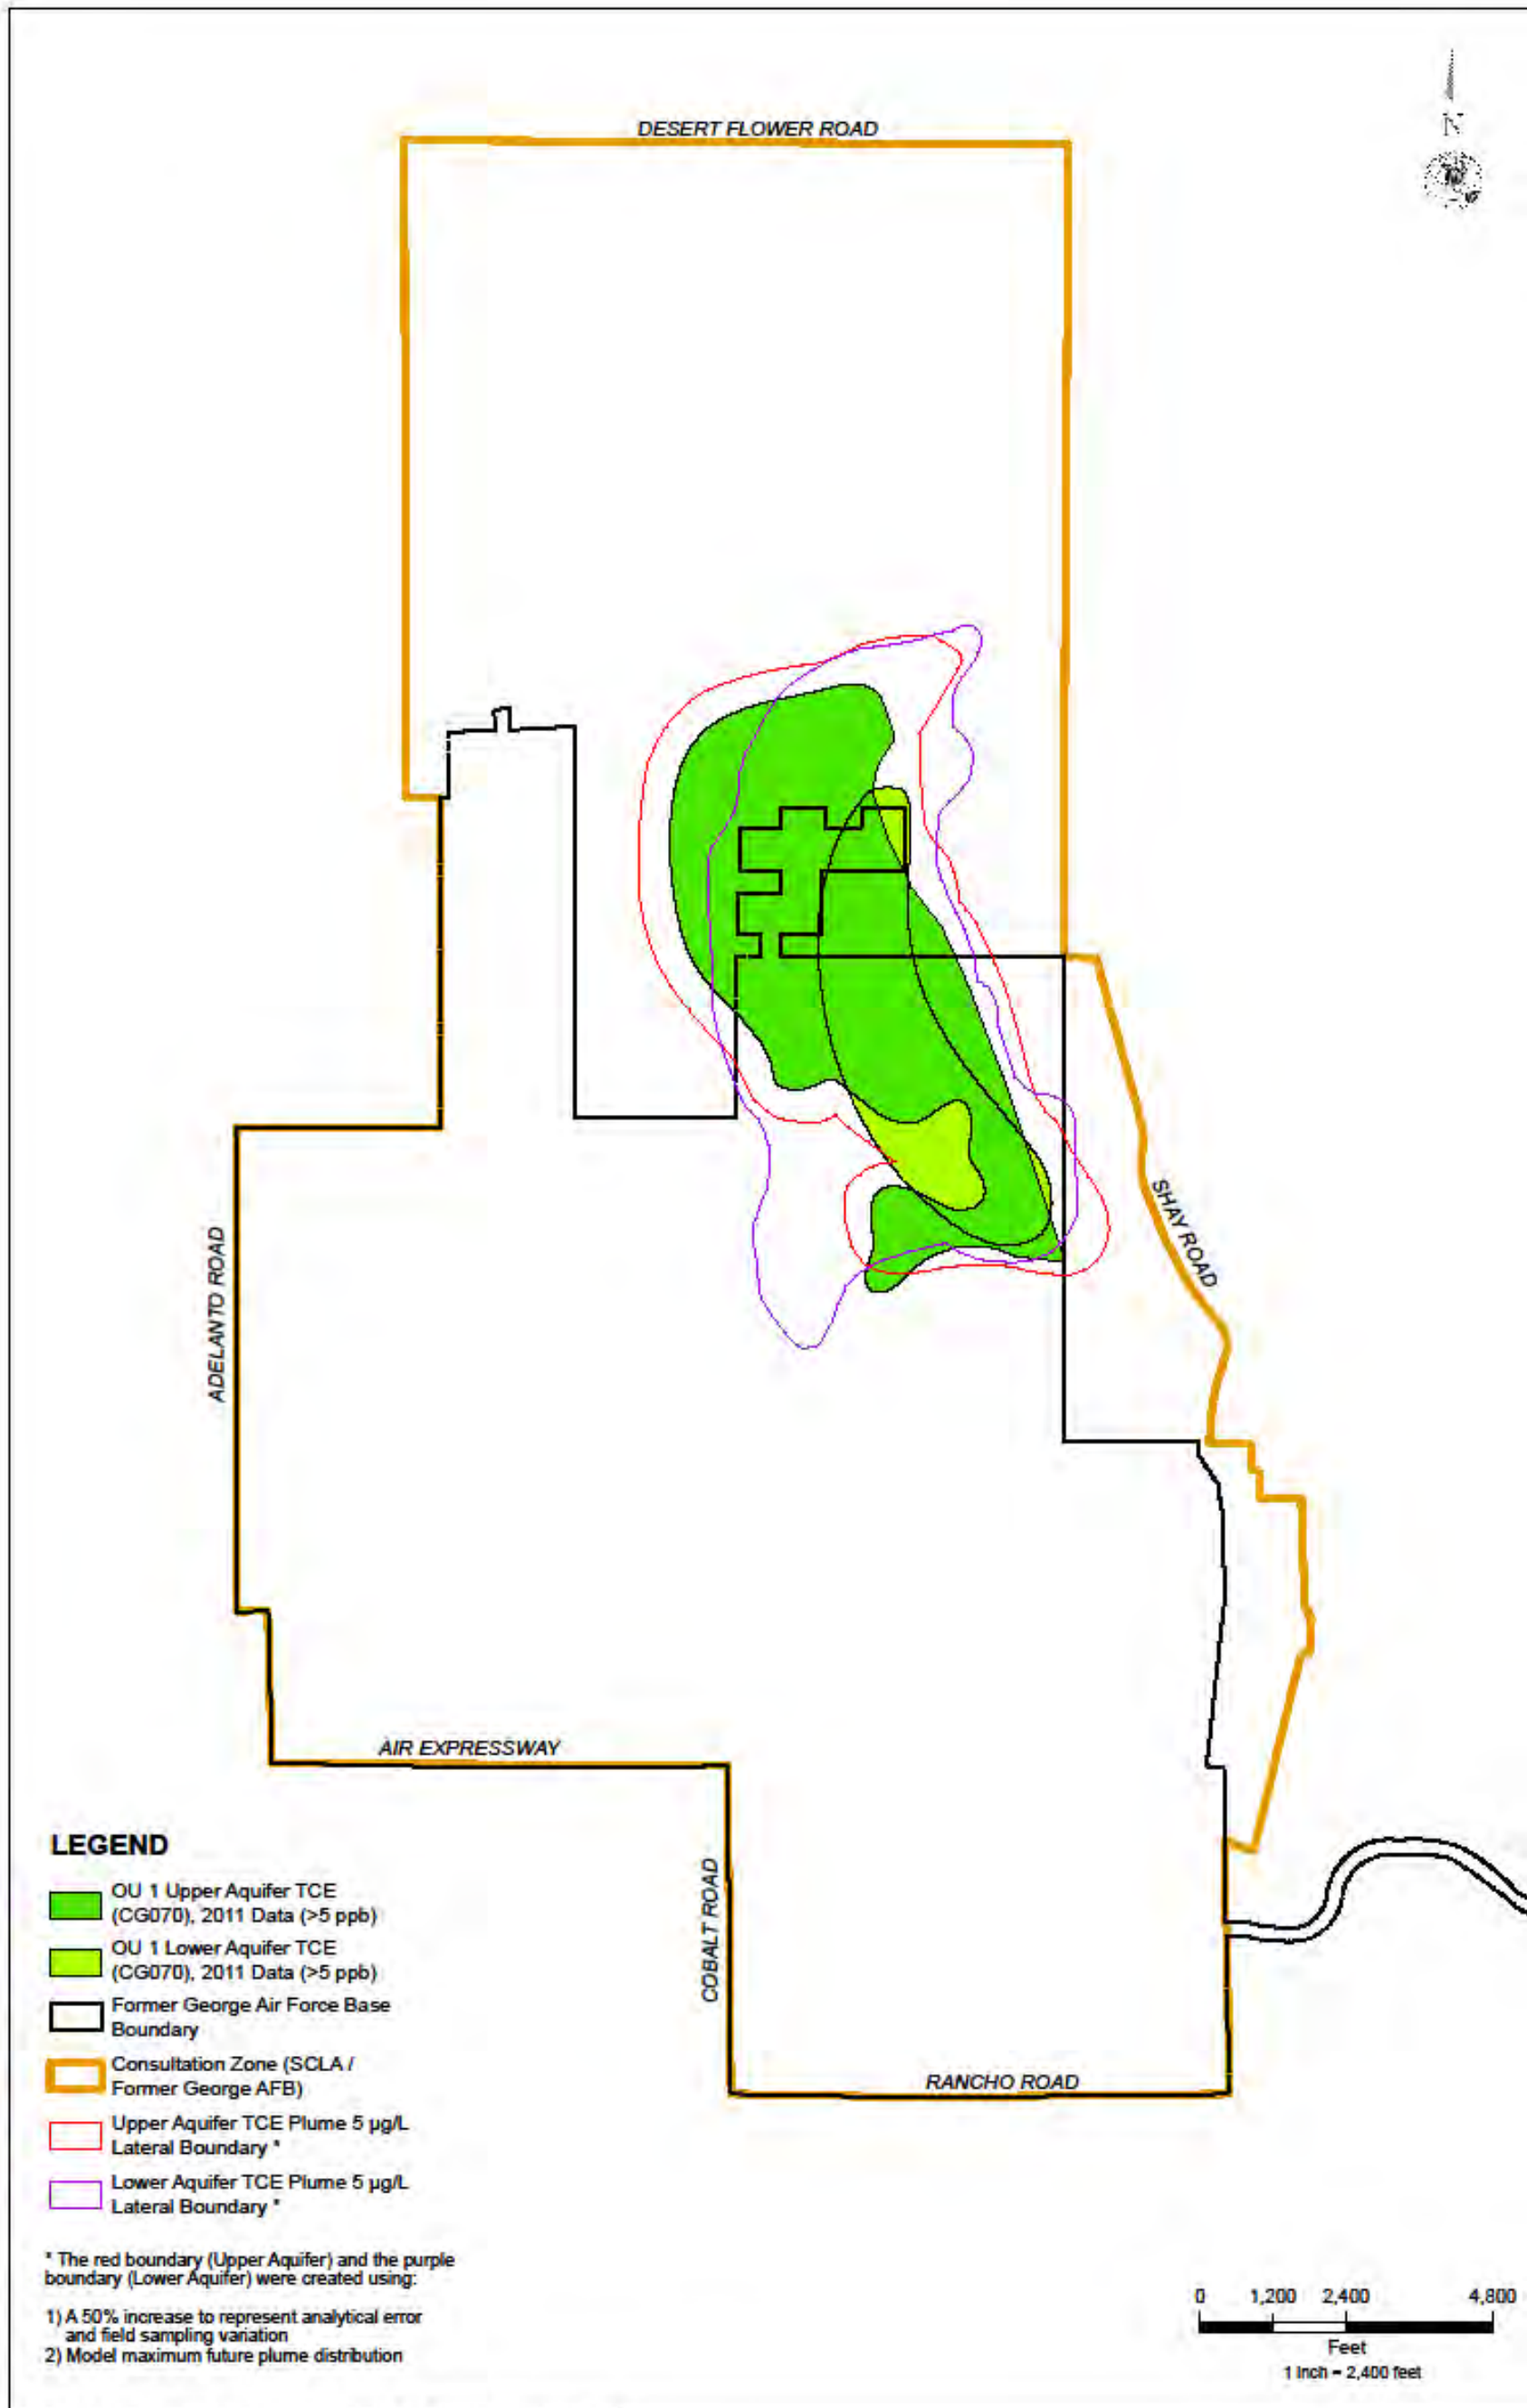 DESERT FLOWER ROAD
N
SHAY ROAD
ADELANTO ROAD
AIR EXPRESSWAY
COBALT ROAD
RANCHO ROAD
LEGEND
OU 1 Upper Aquifer TCE
(CG070), 2011 Data (>5 ppb)
OU 1 Lower Aquifer TCE
(CG070), 2011 Data (>5 ppb)
Former George Air Force Base
Boundary
Consultation Zone (SCLA /
Former George AFB)
Upper Aquifer TCE Plume 5 µg/L
Lateral Boundary *
Lower Aquifer TCE Plume 5 µg/L
Lateral Boundary *
* The red boundary (Upper Aquifer) and the purple
boundary (Lower Aquifer) were created using:
1) A 50% increase to represent analytical error
and field sampling variation
2) Model maximum future plume distribution
0 1,200 2,400 4,800
Feet
1 inch = 2,400 feet